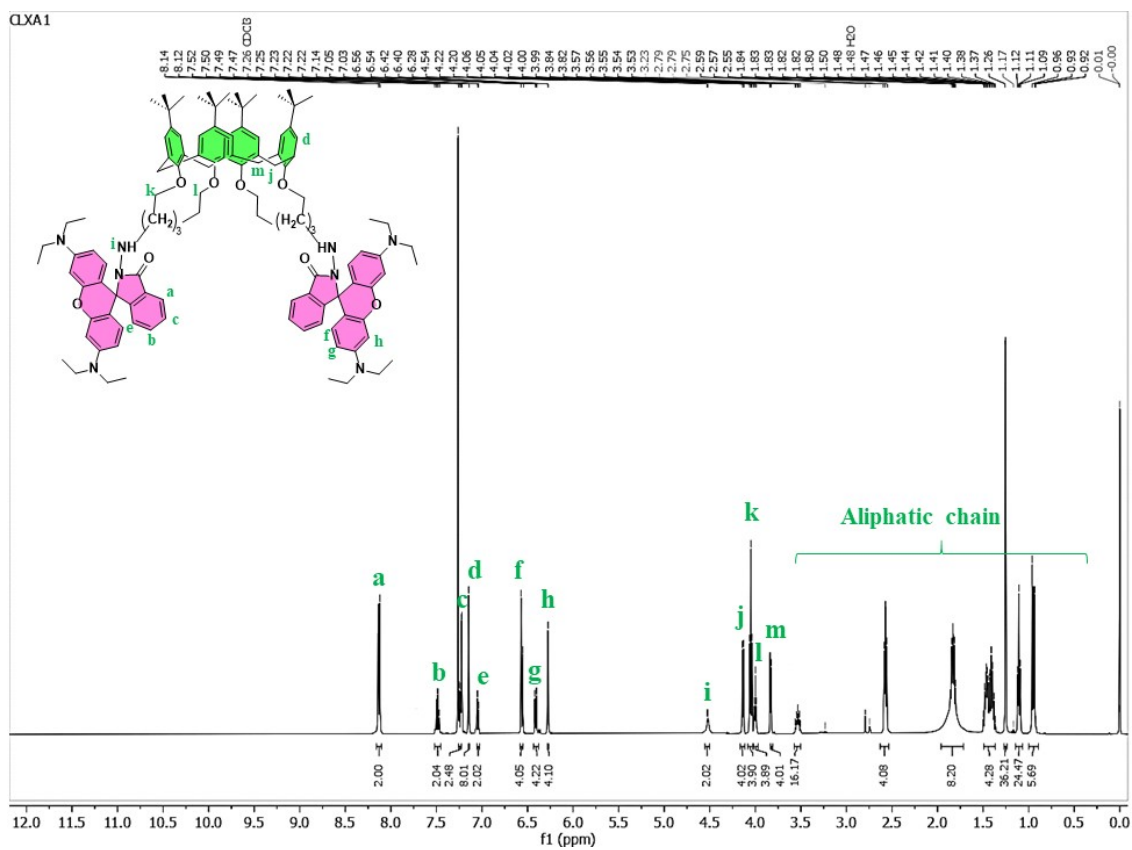 CLXA1
8.14 8.12 7.52 7.50 7.49 7.47 7.26 CDCl3 7.25 7.23 7.22 7.22 7.14 7.05 7.03 6.56 6.54 6.42 6.40 6.28 4.54 4.22 4.20 4.06 4.05 4.04 4.02 4.00 3.99 3.84 3.82 3.57 3.56 3.55 3.54 3.53 3.23 2.79 2.79 2.75 2.59 2.57 2.55 1.84 1.83 1.83 1.82 1.82 1.80 1.50 1.48 1.48 H2O 1.47 1.46 1.45 1.44 1.42 1.41 1.40 1.38 1.37 1.26 1.17 1.12 1.11 1.09 0.96 0.93 0.92 0.01 -0.00
d
m j
O O O O
k l
(CH2)3 (H2C)3
i NH HN
N N N N
O O
a
O O
e c f h
b g
N N
Aliphatic chain
k
a d f
c h
j m
l
b e g
i
2.00 2.04 2.48 8.01 2.02 4.05 4.22 4.10 2.02 4.02 3.90 3.89 4.01 16.17 4.08 8.20 4.28 36.21 24.47 5.69
12.0 11.5 11.0 10.5 10.0 9.5 9.0 8.5 8.0 7.5 7.0 6.5 6.0 5.5 5.0 4.5 4.0 3.5 3.0 2.5 2.0 1.5 1.0 0.5 0.0
f1 (ppm)